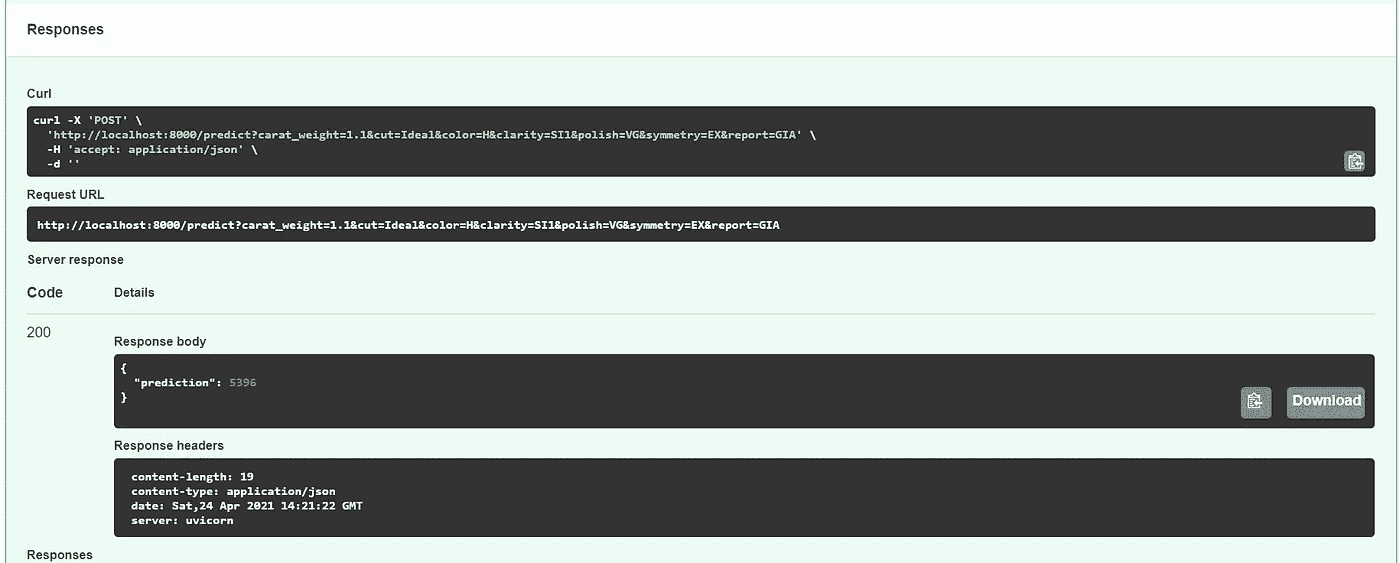 Responses
Curl
curl -X 'POST' \
'http://localhost:8000/predict?carat_weight=1.1&cut=Ideal&color=H&clarity=SI1&polish=VG&symmetry=EX&report=GIA' \
-H 'accept: application/json' \
-d ''
Request URL
http://localhost:8000/predict?carat_weight=1.1&cut=Ideal&color=H&clarity=SI1&polish=VG&symmetry=EX&report=GIA
Server response
Code Details
200
Response body
{
"prediction": 5396
}
Download
Response headers
content-length: 19
content-type: application/json
date: Sat,24 Apr 2021 14:21:22 GMT
server: uvicorn
Responses